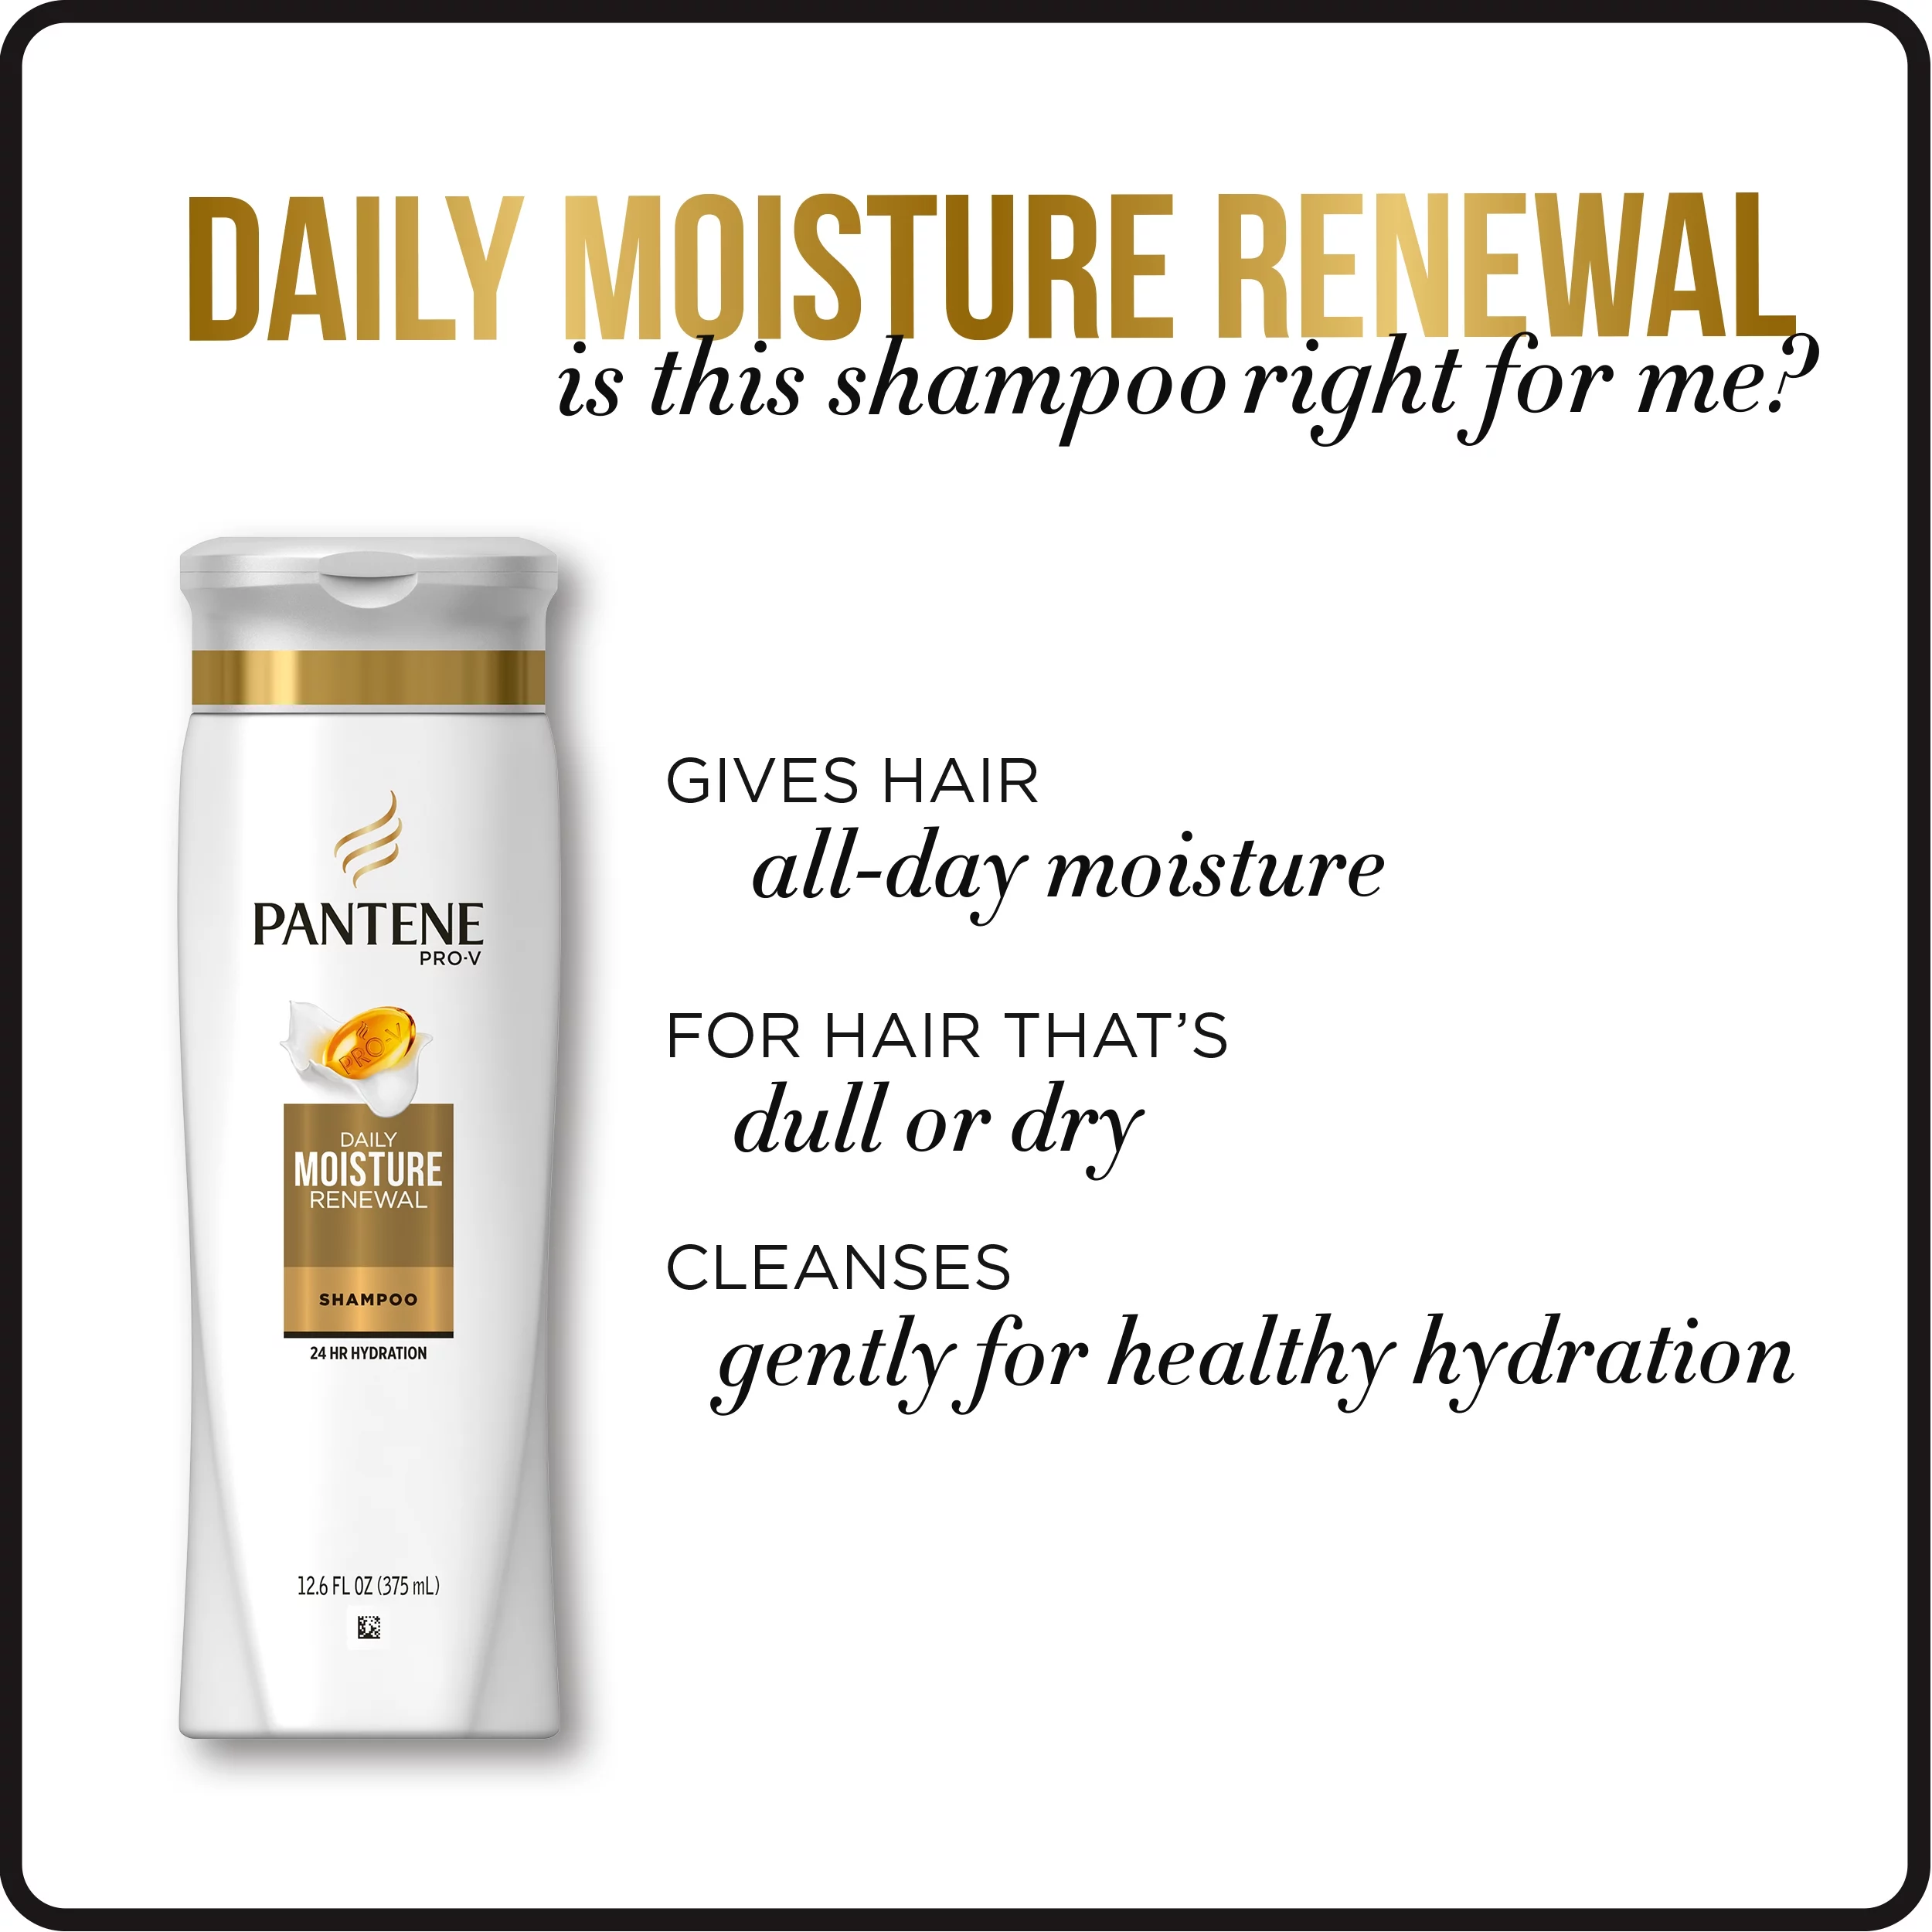 DAILY MOISTURE RENEWAL
is this shampoo right for me?
PANTENE
PRO-V
PRO-V
DAILY
MOISTURE
RENEWAL
SHAMPOO
24 HR HYDRATION
12.6 FL OZ (375 mL)
GIVES HAIR
all-day moisture
FOR HAIR THAT'S
dull or dry
CLEANSES
gently for healthy hydration